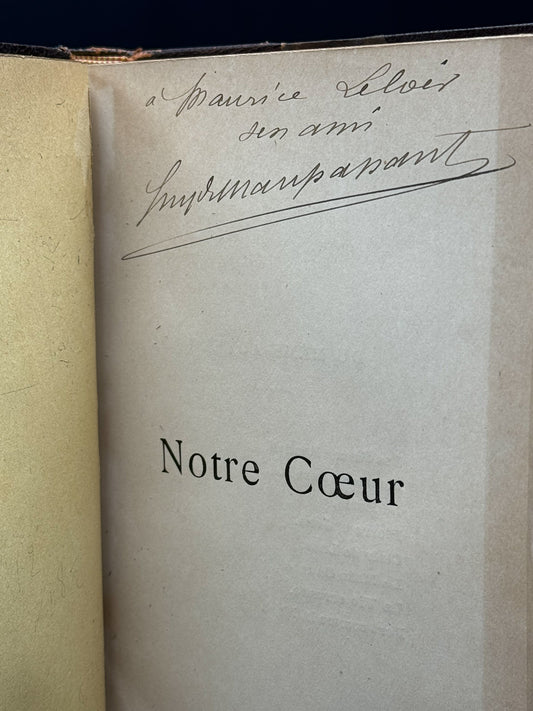 à Maurice Leloir
son ami
Guy de Maupassant
Notre Cœur